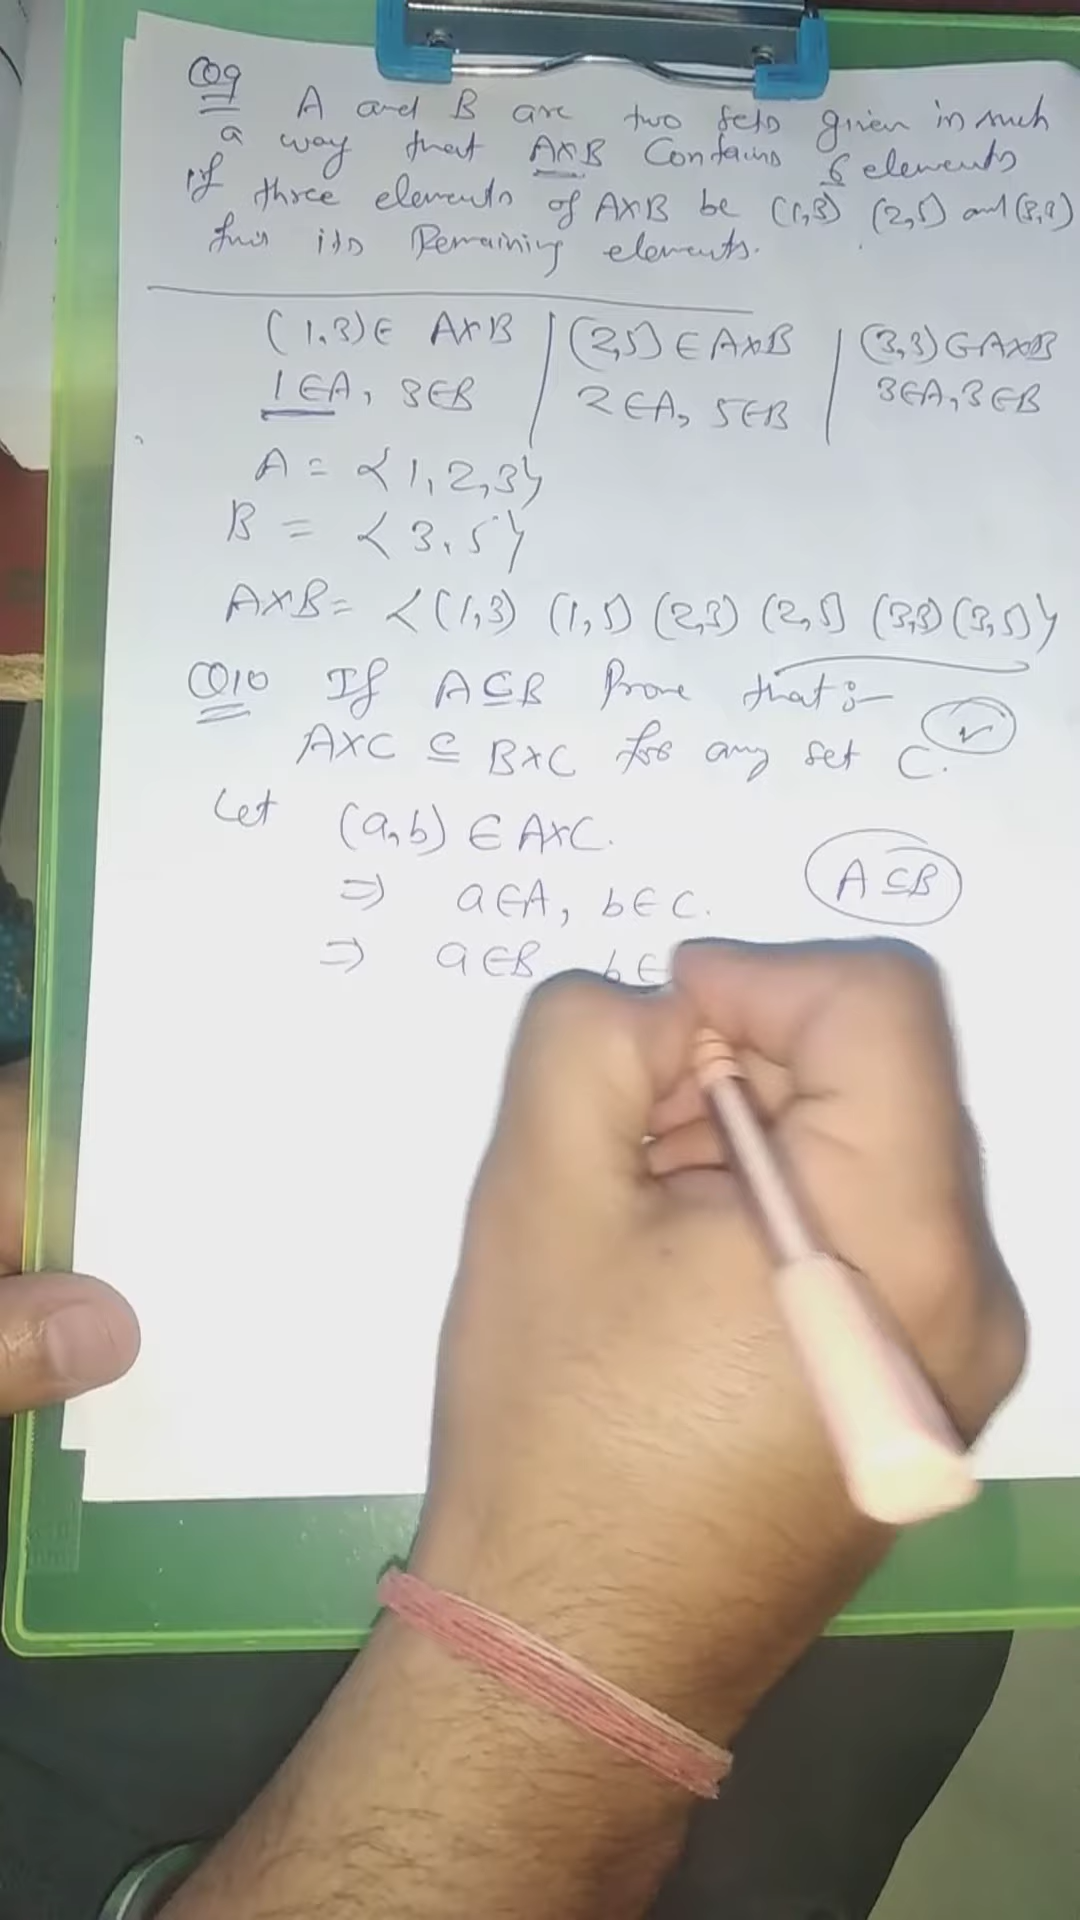 Q9
A and B are two sets given in such
a way that A×B Contains 6 elements
if three elements of A×B be (1,3) (2,5) and (3,3)
its Remaining elements.
(1,3)∈ A×B | (2,5)∈A×B | (3,3)∈A×B
1∈A, 3∈B | 2∈A, 5∈B | 3∈A, 3∈B
A = {1,2,3}
B = {3,5}
A×B= {(1,3) (1,5) (2,3) (2,5) (3,3) (3,5)}
Q10 If A⊆B Prove that:-
A×C ⊆ B×C for any set C.
Let (a,b) ∈ A×C.
⇒ a∈A, b∈C. A⊆B
⇒ a∈B b∈